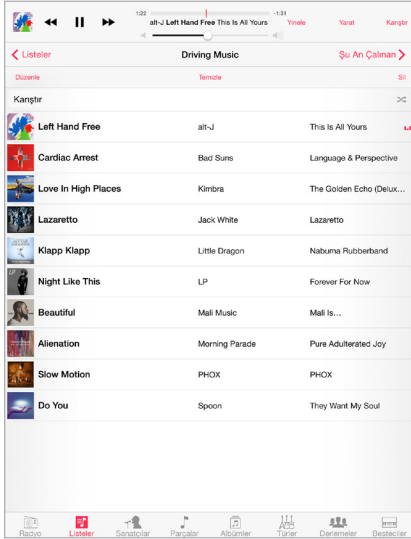 1:22 -1:31
alt-J Left Hand Free This Is All Yours Yinele Yarat Karıştır
Listeler Driving Music Şu An Çalınan
Düzenle Temizle Sil
Karıştır
Left Hand Free alt-J This Is All Yours
Cardiac Arrest Bad Suns Language & Perspective
Love In High Places Kimbra The Golden Echo (Delux...
Lazaretto Jack White Lazaretto
Klapp Klapp Little Dragon Nabuma Rubberband
Night Like This LP Forever For Now
Beautiful Mali Music Mali Is...
Alienation Morning Parade Pure Adulterated Joy
Slow Motion PHOX PHOX
Do You Spoon They Want My Soul
Radyo Listeler Sanatçılar Parçalar Albümler Türler Derlemeler Besteciler